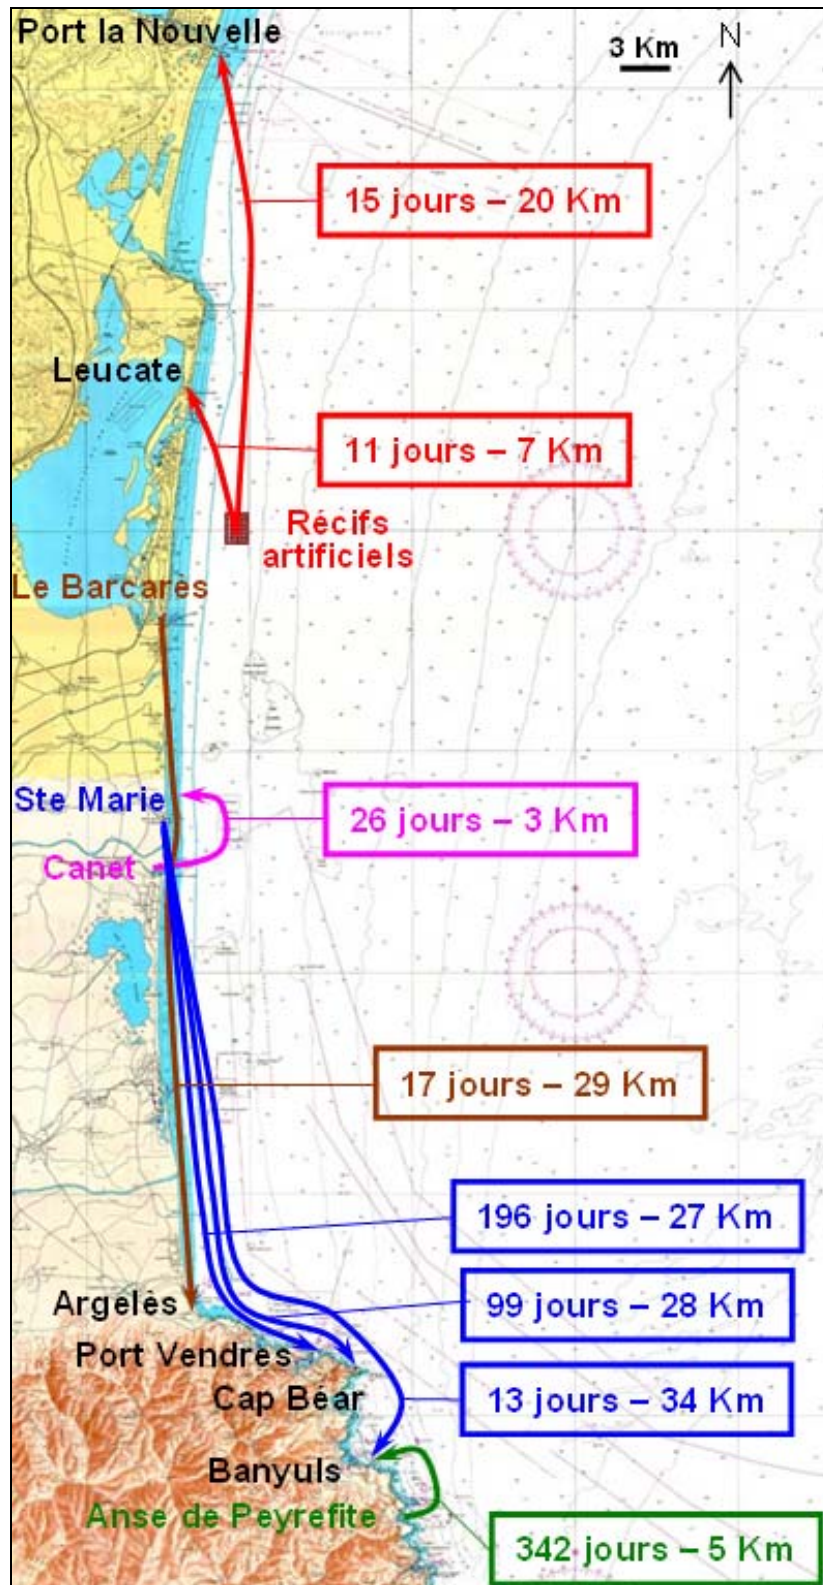 Port la Nouvelle
3 Km
N
15 jours – 20 Km
Leucate
11 jours – 7 Km
Récifs
artificiels
Le Barcarès
Ste Marie
26 jours – 3 Km
Canet
17 jours – 29 Km
196 jours – 27 Km
Argelès
99 jours – 28 Km
Port Vendres
Cap Béar
13 jours – 34 Km
Banyuls
Anse de Peyrefite
342 jours – 5 Km